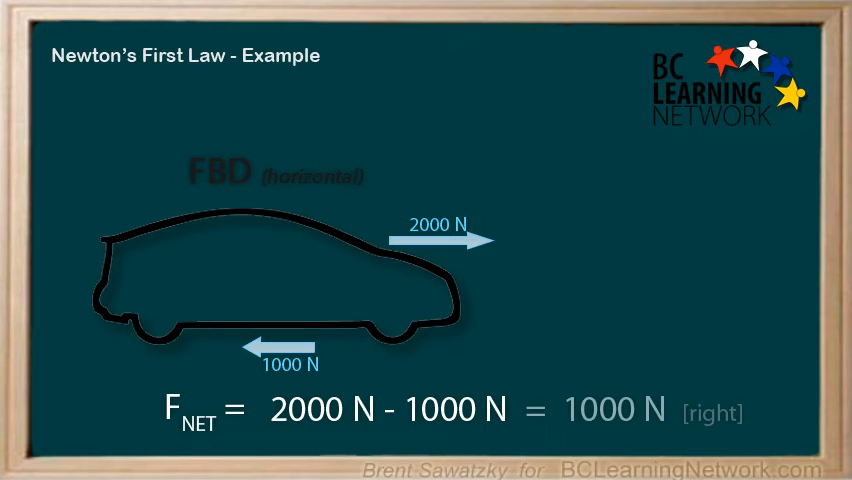 Newton's First Law - Example
BC
LEARNING
NETWORK
FBD (horizontal)
2000 N
1000 N
FNET = 2000 N - 1000 N = 1000 N [right]
Brent Sawatzky for BCLearningNetwork.com